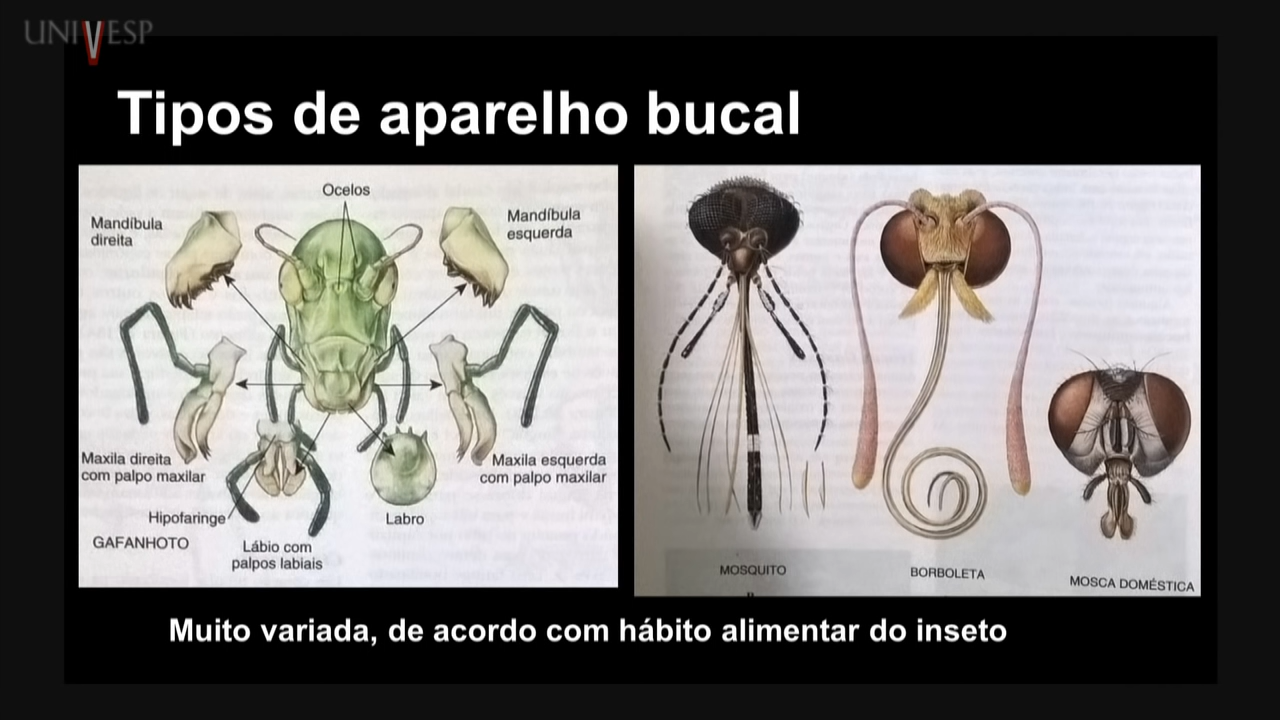 UNIVESP
Tipos de aparelho bucal
Ocelos
Mandíbula
direita
Mandíbula
esquerda
Maxila direita
com palpo maxilar
Maxila esquerda
com palpo maxilar
Hipofaringe
Labro
GAFANHOTO
Lábio com
palpos labiais
MOSQUITO
BORBOLETA
MOSCA DOMÉSTICA
Muito variada, de acordo com hábito alimentar do inseto